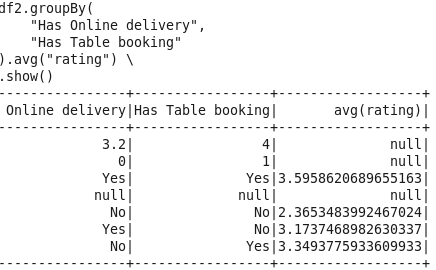 df2.groupBy(
"Has Online delivery",
"Has Table booking"
).avg("rating") \
.show()
--------------+-----------------+------------------+
Online delivery|Has Table booking|       avg(rating)|
--------------+-----------------+------------------+
3.2|                4|              null|
0|                1|              null|
Yes|              Yes|3.5958620689655163|
null|             null|              null|
No|               No|2.3653483992467024|
Yes|               No|3.1737468982630337|
No|              Yes|3.3493775933609933|
--------------+-----------------+------------------+